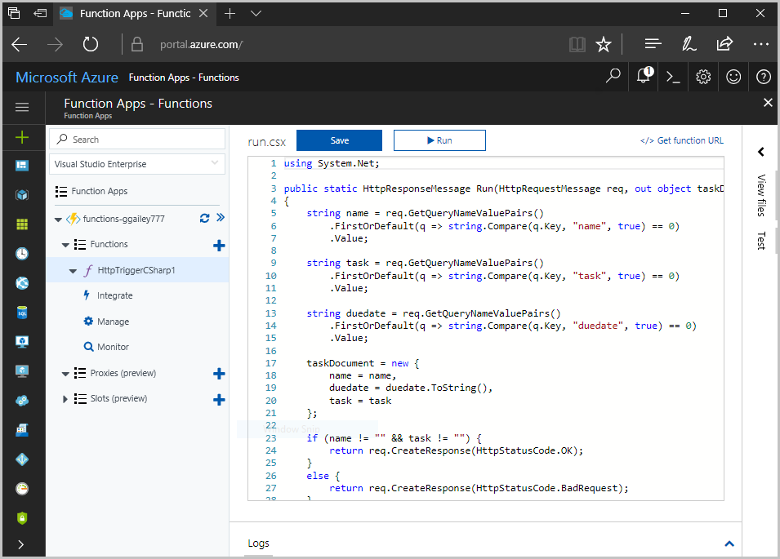 Function Apps - Functic
portal.azure.com/
Microsoft Azure Function Apps - Functions
1
Function Apps - Functions
Function Apps
Search
Visual Studio Enterprise
Function Apps
functions-ggailey777
Functions
HttpTriggerCSharp1
Integrate
Manage
Monitor
Proxies (preview)
Slots (preview)
run.csx Save Run </> Get function URL
1 using System.Net;
2
3 public static HttpResponseMessage Run(HttpRequestMessage req, out object taskD
4 {
5 string name = req.GetQueryNameValuePairs()
6 .FirstOrDefault(q => string.Compare(q.Key, "name", true) == 0)
7 .Value;
8
9 string task = req.GetQueryNameValuePairs()
10 .FirstOrDefault(q => string.Compare(q.Key, "task", true) == 0)
11 .Value;
12
13 string duedate = req.GetQueryNameValuePairs()
14 .FirstOrDefault(q => string.Compare(q.Key, "duedate", true) == 0)
15 .Value;
16
17 taskDocument = new {
18 name = name,
19 duedate = duedate.ToString(),
20 task = task
21 };
22
23 if (name != "" && task != "") {
24 return req.CreateResponse(HttpStatusCode.OK);
25 }
26 else {
27 return req.CreateResponse(HttpStatusCode.BadRequest);
28 }
View files
Test
Logs